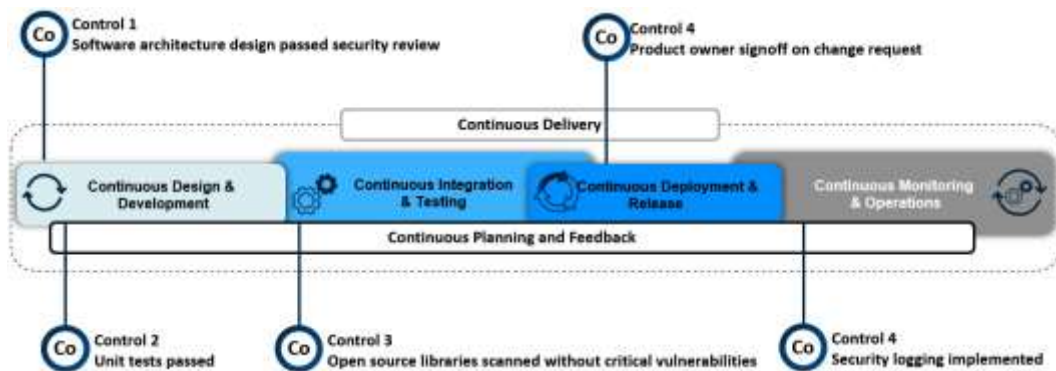 Co
Control 1
Software architecture design passed security review
Co
Control 4
Product owner signoff on change request
Continuous Delivery
Continuous Design &
Development
Continuous Integration
& Testing
Continuous Deployment &
Release
Continuous Monitoring
& Operations
Continuous Planning and Feedback
Co
Control 2
Unit tests passed
Co
Control 3
Open source libraries scanned without critical vulnerabilities
Co
Control 4
Security logging implemented